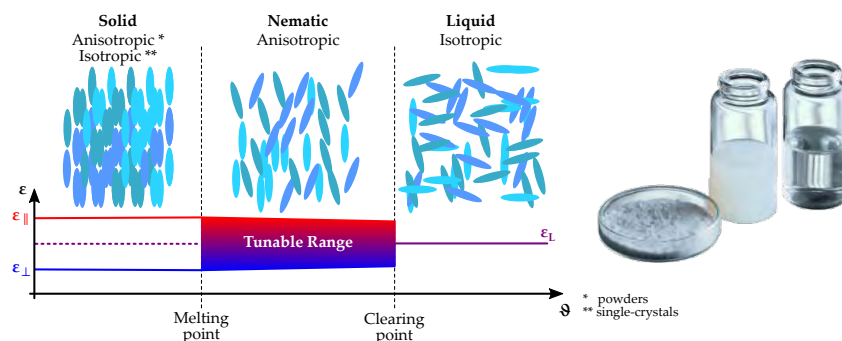 Solid
Anisotropic *
Isotropic **
Nematic
Anisotropic
Liquid
Isotropic
ε
ε∥
ε⊥
Tunable Range
εL
Melting
point
Clearing
point
ϑ
* powders
** single-crystals